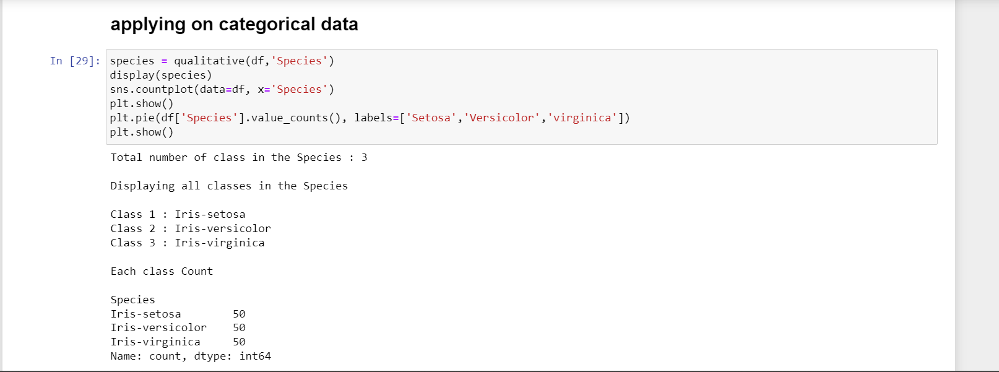 applying on categorical data
In [29]: species = qualitative(df,'Species')
display(species)
sns.countplot(data=df, x='Species')
plt.show()
plt.pie(df['Species'].value_counts(), labels=['Setosa','Versicolor','virginica'])
plt.show()
Total number of class in the Species : 3
Displaying all classes in the Species
Class 1 : Iris-setosa
Class 2 : Iris-versicolor
Class 3 : Iris-virginica
Each class Count
Species
Iris-setosa        50
Iris-versicolor    50
Iris-virginica     50
Name: count, dtype: int64